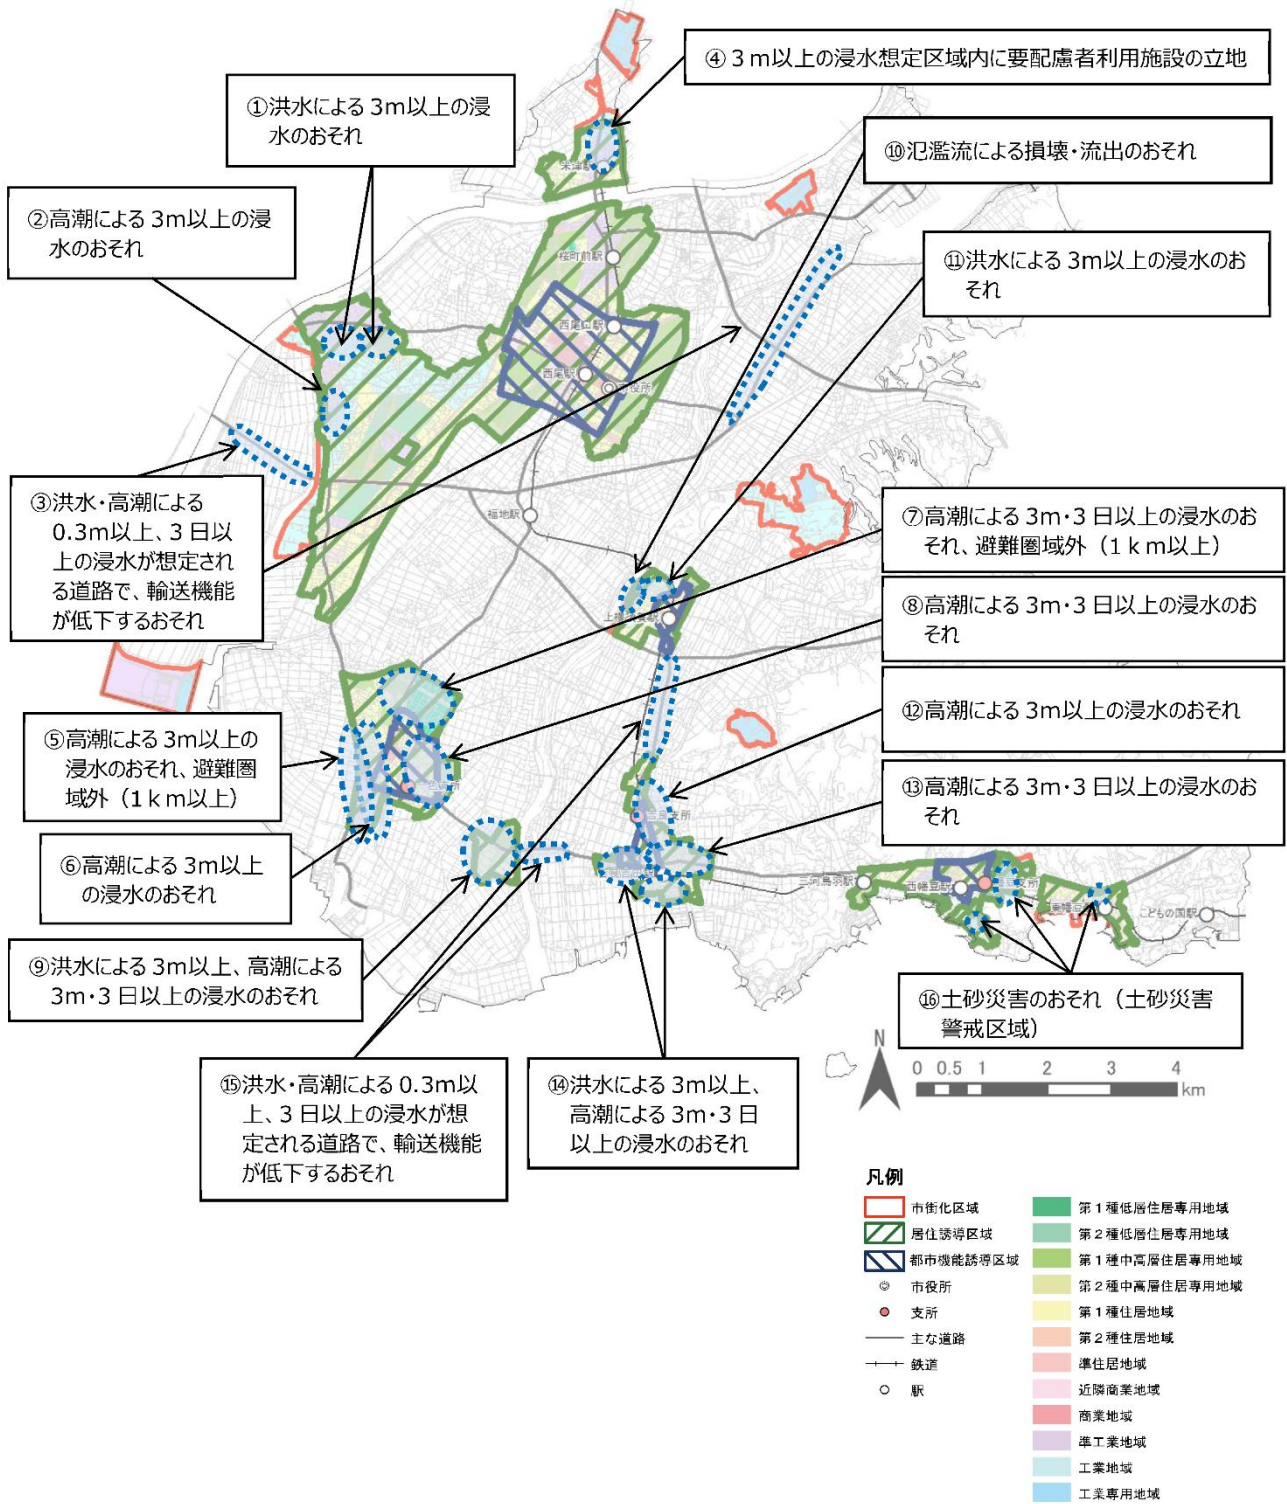 ④３ｍ以上の浸水想定区域内に要配慮者利用施設の立地
①洪水による3m以上の浸
水のおそれ
⑩氾濫流による損壊・流出のおそれ
②高潮による3m以上の浸
水のおそれ
⑪洪水による3m以上の浸水のお
それ
米津駅
桜町前駅
西尾口駅
西尾駅
市役所
③洪水・高潮による
0.3m以上、3日以
上の浸水が想定され
る道路で、輸送機能
が低下するおそれ
福地駅
⑦高潮による3m・3日以上の浸水のお
それ、避難圏域外（1ｋm以上）
⑧高潮による3m・3日以上の浸水のお
それ
上横須賀駅
⑫高潮による3m以上の浸水のおそれ
⑤高潮による3m以上の
浸水のおそれ、避難圏
域外（1ｋm以上）
⑬高潮による3m・3日以上の浸水のお
それ
⑥高潮による3m以上
の浸水のおそれ
三河鳥羽駅
西幡豆駅
支所
東幡豆駅
こどもの国駅
⑨洪水による3m以上、高潮による
3m・3日以上の浸水のおそれ
⑯土砂災害のおそれ（土砂災害
警戒区域）
⑮洪水・高潮による0.3m以
上、3日以上の浸水が想
定される道路で、輸送機能
が低下するおそれ
⑭洪水による3m以上、
高潮による3m・3日
以上の浸水のおそれ
N
0 0.5 1 2 3 4
km
凡例
市街化区域
居住誘導区域
都市機能誘導区域
市役所
支所
主な道路
鉄道
駅
第１種低層住居専用地域
第２種低層住居専用地域
第１種中高層住居専用地域
第２種中高層住居専用地域
第１種住居地域
第２種住居地域
準住居地域
近隣商業地域
商業地域
準工業地域
工業地域
工業専用地域